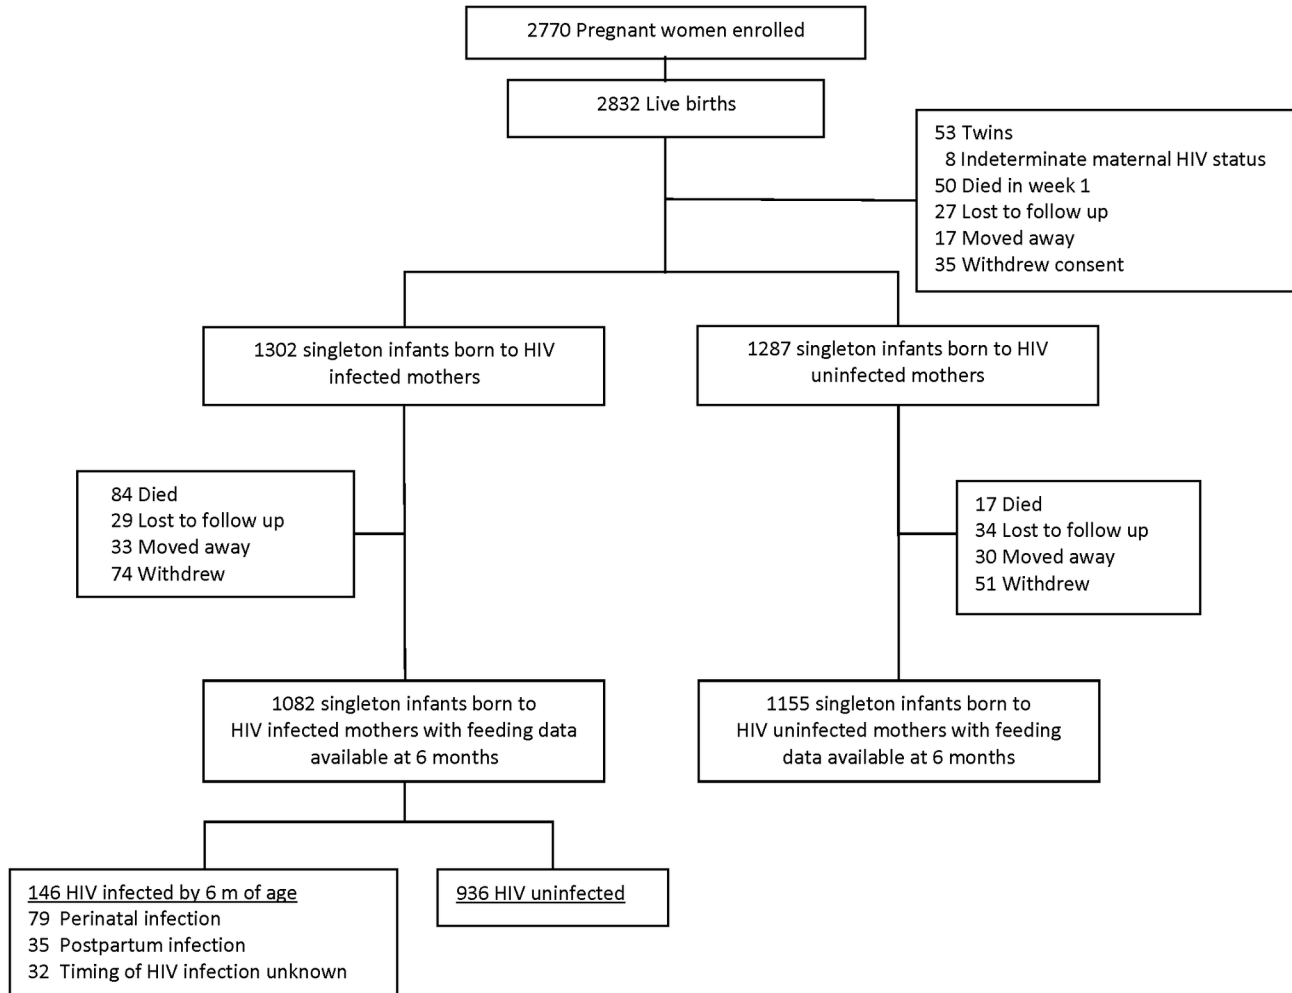 2770 Pregnant women enrolled
2832 Live births
53 Twins
8 Indeterminate maternal HIV status
50 Died in week 1
27 Lost to follow up
17 Moved away
35 Withdrew consent
1302 singleton infants born to HIV
infected mothers
1287 singleton infants born to HIV
uninfected mothers
84 Died
29 Lost to follow up
33 Moved away
74 Withdrew
17 Died
34 Lost to follow up
30 Moved away
51 Withdrew
1082 singleton infants born to
HIV infected mothers with feeding data
available at 6 months
1155 singleton infants born to
HIV uninfected mothers with feeding
data available at 6 months
146 HIV infected by 6 m of age
79 Perinatal infection
35 Postpartum infection
32 Timing of HIV infection unknown
936 HIV uninfected